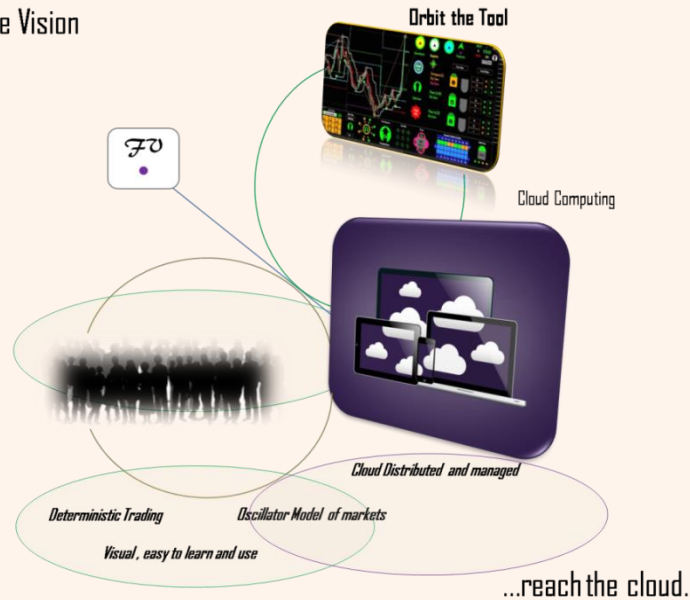 e Vision
Orbit the Tool
FV
Cloud Computing
Cloud Distributed and managed
Deterministic Trading
Oscillator Model of markets
Visual, easy to learn and use
...reach the cloud.